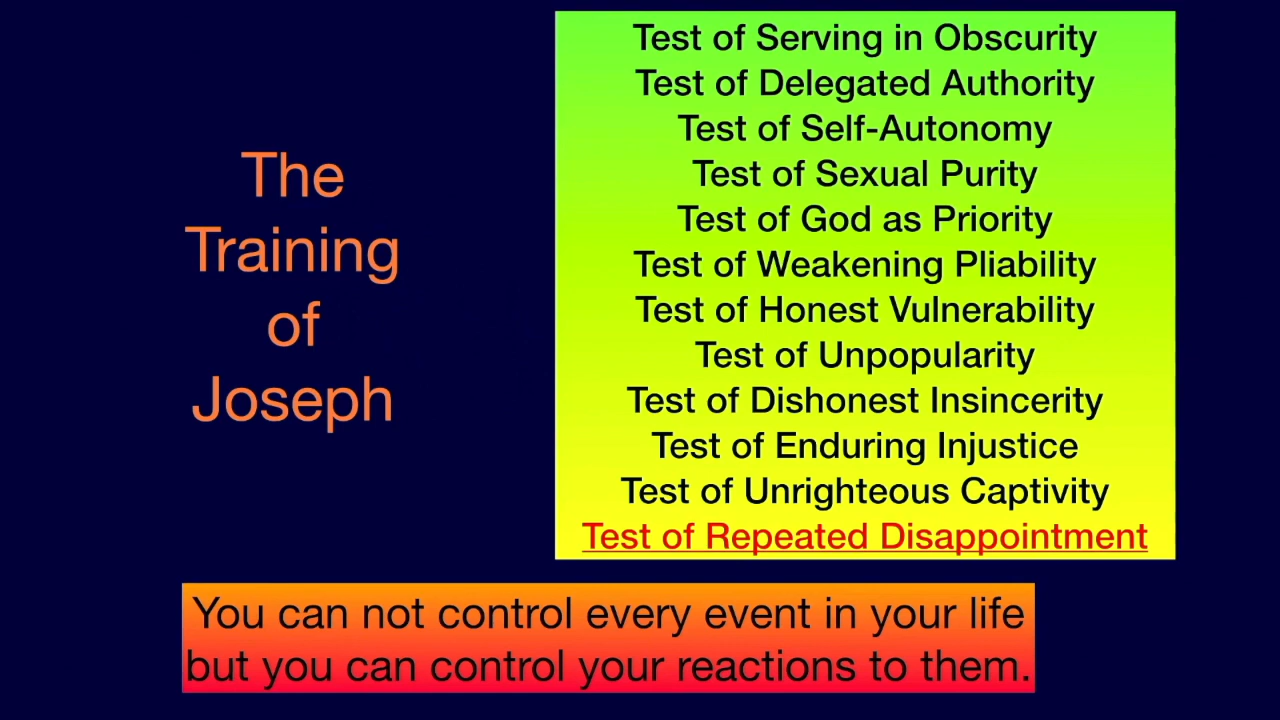 The
Training
of
Joseph
Test of Serving in Obscurity
Test of Delegated Authority
Test of Self-Autonomy
Test of Sexual Purity
Test of God as Priority
Test of Weakening Pliability
Test of Honest Vulnerability
Test of Unpopularity
Test of Dishonest Insincerity
Test of Enduring Injustice
Test of Unrighteous Captivity
Test of Repeated Disappointment
You can not control every event in your life
but you can control your reactions to them.